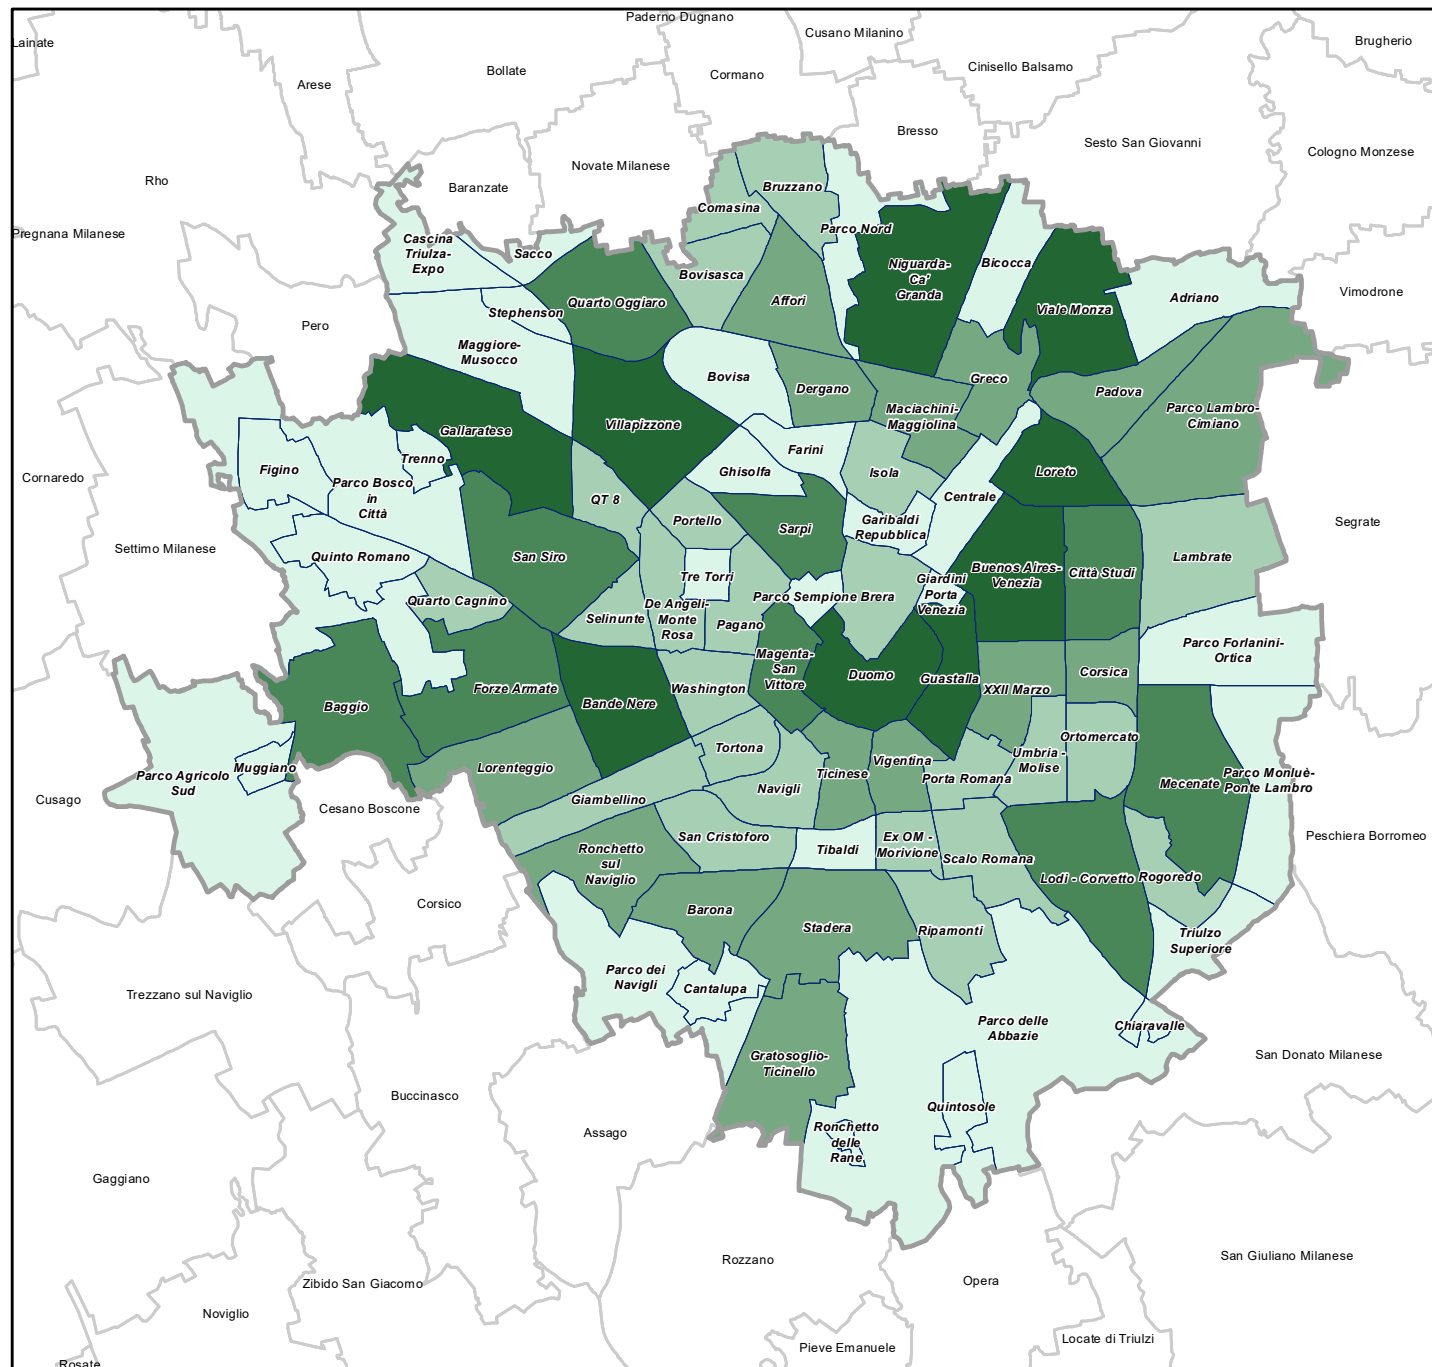 Paderno Dugnano
Cusano Milanino
Brugherio
Lainate
Bollate
Cormano
Cinisello Balsamo
Arese
Bresso
Sesto San Giovanni
Cologno Monzese
Novate Milanese
Rho
Baranzate
Bruzzano
Comasina
Pregnana Milanese
Parco Nord
Cascina
Triulza-
Expo
Sacco
Niguarda-
Ca'
Granda
Bicocca
Bovisasca
Vimodrone
Quarto Oggiaro
Affori
Adriano
Viale Monza
Stephenson
Pero
Maggiore-
Musocco
Bovisa
Dergano
Greco
Padova
Maciachini-
Maggiolina
Parco Lambro-
Cimiano
Villapizzone
Gallaratese
Farini
Trenno
Figino
Ghisolfa
Isola
Loreto
Cornaredo
Parco Bosco
in
Città
QT 8
Centrale
Portello
Sarpi
Garibaldi
Repubblica
Segrate
Settimo Milanese
Quinto Romano
San Siro
Lambrate
Tre Torri
Giardini
Porta
Venezia
Buenos Aires-
Venezia
Città Studi
Quarto Cagnino
Selinunte
De Angeli-
Monte
Rosa
Pagano
Parco Sempione
Brera
Parco Forlanini-
Ortica
Magenta-
San
Vittore
Duomo
Guastalla
XXII Marzo
Corsica
Forze Armate
Washington
Baggio
Bande Nere
Ortomercato
Tortona
Umbria -
Molise
Vigentina
Lorenteggio
Muggiano
Parco Agricolo
Sud
Ticinese
Porta Romana
Navigli
Mecenate
Parco Monluè-
Ponte Lambro
Cusago
Giambellino
Cesano Boscone
San Cristoforo
Ex OM -
Morivione
Peschiera Borromeo
Ronchetto
sul
Naviglio
Tibaldi
Scalo Romana
Lodi - Corvetto
Rogoredo
Corsico
Barona
Stadera
Ripamonti
Triulzo
Superiore
Parco dei
Navigli
Cantalupa
Trezzano sul Naviglio
Parco delle
Abbazie
Chiaravalle
Gratosoglio-
Ticinello
San Donato Milanese
Buccinasco
Quintosole
Assago
Ronchetto
delle
Rane
Gaggiano
Rozzano
San Giuliano Milanese
Zibido San Giacomo
Opera
Noviglio
Locate di Triulzi
Pieve Emanuele
Rosate